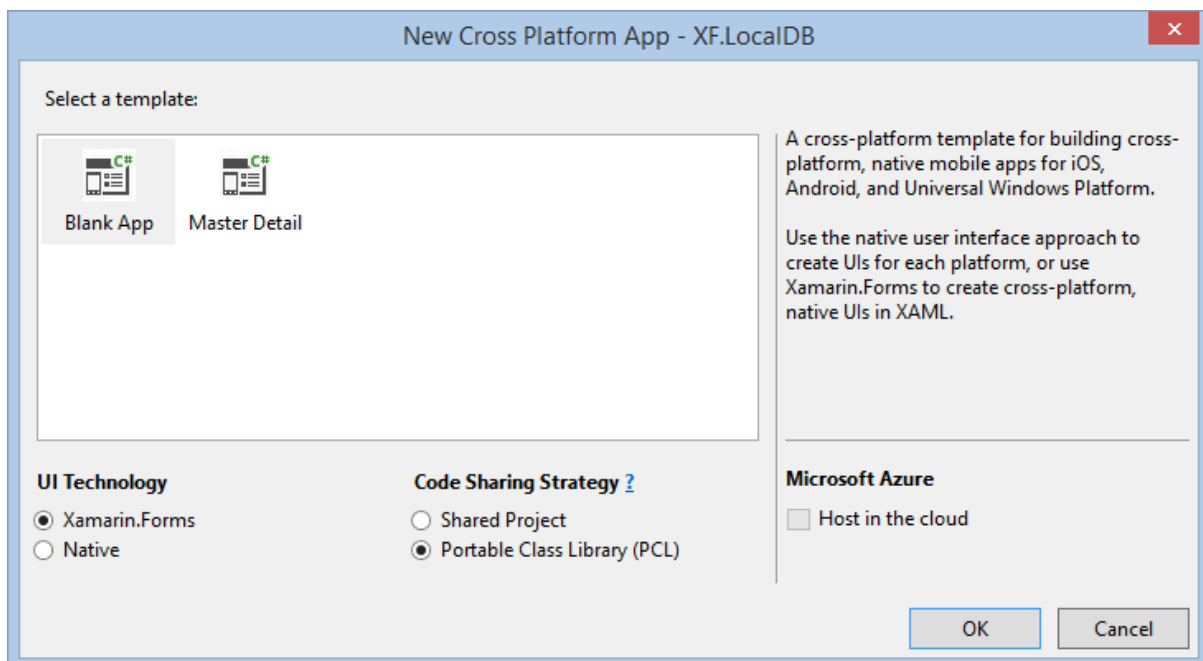 New Cross Platform App - XF.LocalDB
Select a template:
C#
Blank App
C#
Master Detail
A cross-platform template for building cross-
platform, native mobile apps for iOS,
Android, and Universal Windows Platform.
Use the native user interface approach to
create UIs for each platform, or use
Xamarin.Forms to create cross-platform,
native UIs in XAML.
UI Technology
Xamarin.Forms
Native
Code Sharing Strategy ?
Shared Project
Portable Class Library (PCL)
Microsoft Azure
Host in the cloud
OK
Cancel